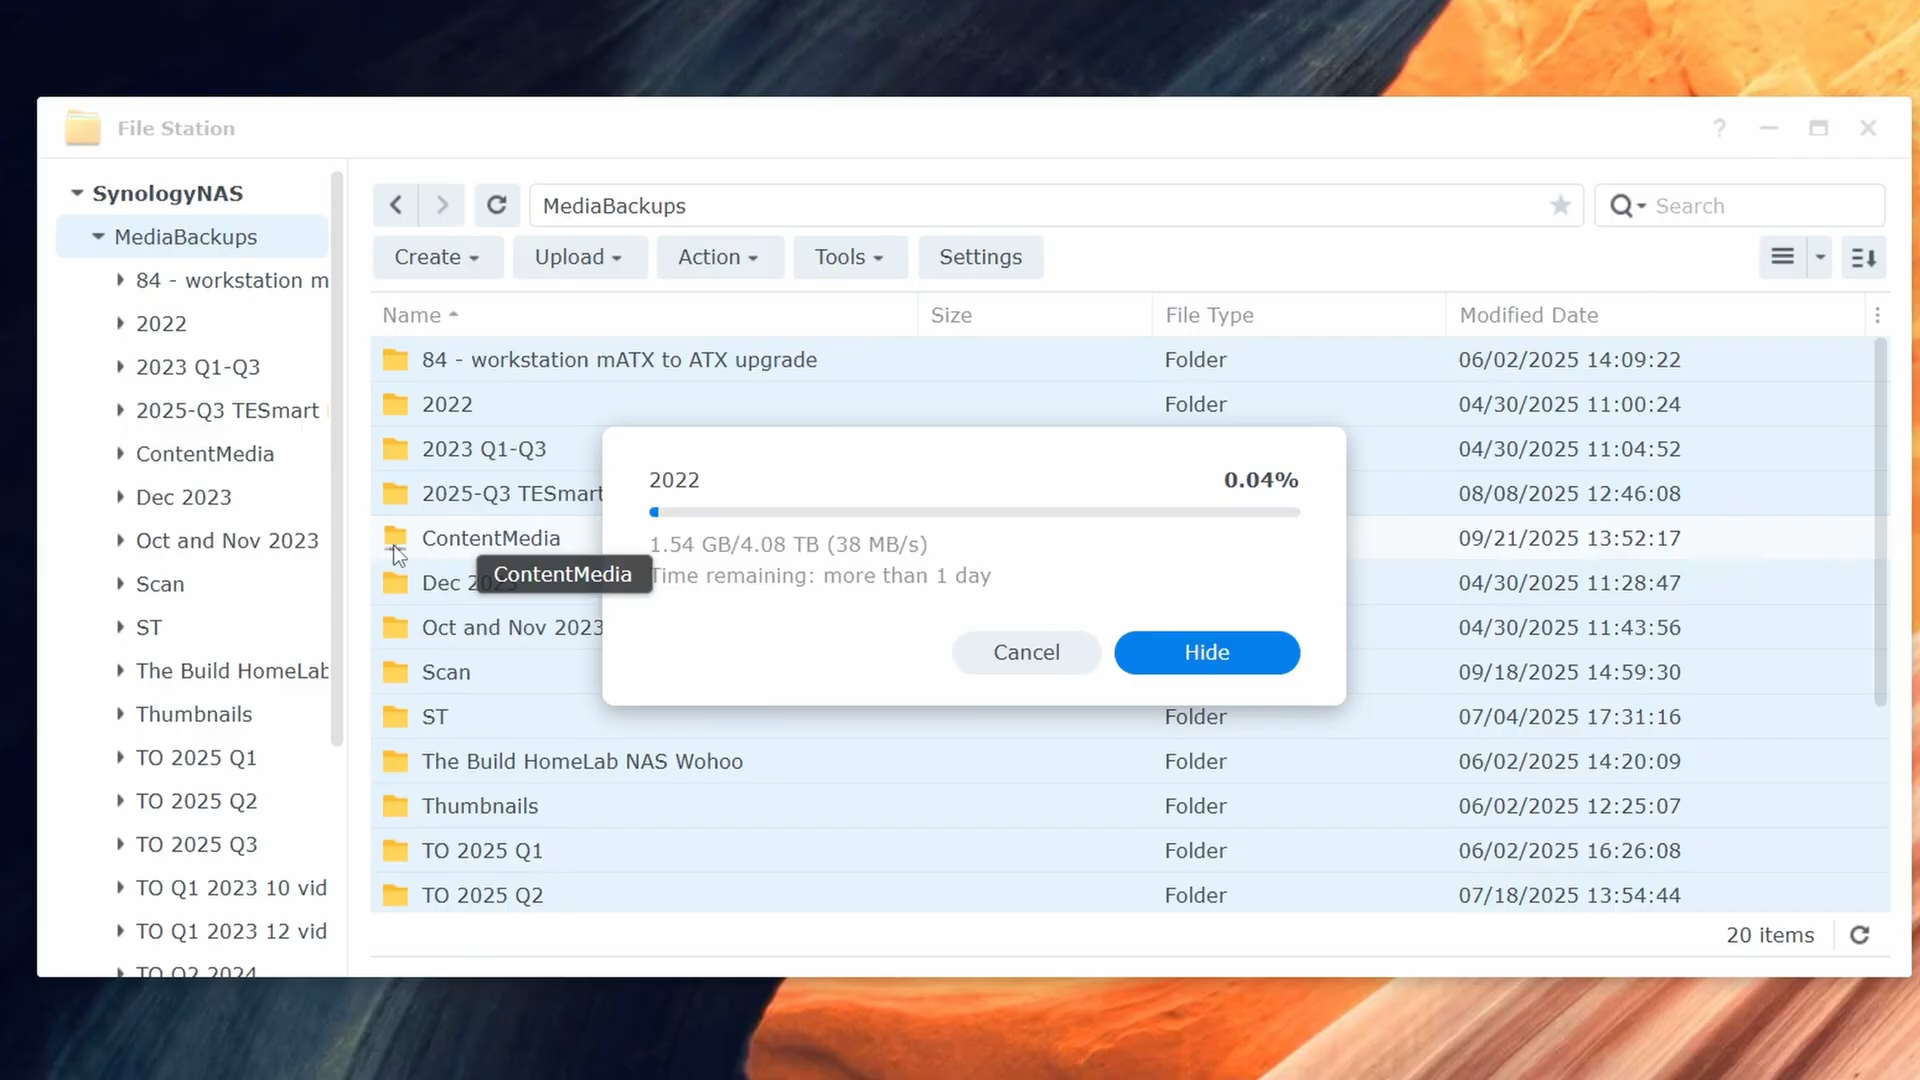 File Station
?
SynologyNAS
MediaBackups
84 - workstation m
2022
2023 Q1-Q3
2025-Q3 TESmart
ContentMedia
Dec 2023
Oct and Nov 2023
Scan
ST
The Build HomeLab
Thumbnails
TO 2025 Q1
TO 2025 Q2
TO 2025 Q3
TO Q1 2023 10 vid
TO Q1 2023 12 vid
TO Q2 2024
MediaBackups
Search
Create
Upload
Action
Tools
Settings
Name Size File Type Modified Date
84 - workstation mATX to ATX upgrade Folder 06/02/2025 14:09:22
2022 Folder 04/30/2025 11:00:24
2023 Q1-Q3 04/30/2025 11:04:52
2025-Q3 TESmart 08/08/2025 12:46:08
ContentMedia 09/21/2025 13:52:17
Dec 04/30/2025 11:28:47
Oct and Nov 2023 04/30/2025 11:43:56
Scan 09/18/2025 14:59:30
ST Folder 07/04/2025 17:31:16
The Build HomeLab NAS Wohoo Folder 06/02/2025 14:20:09
Thumbnails Folder 06/02/2025 12:25:07
TO 2025 Q1 Folder 06/02/2025 16:26:08
TO 2025 Q2 Folder 07/18/2025 13:54:44
20 items
ContentMedia
2022 0.04%
1.54 GB/4.08 TB (38 MB/s)
Time remaining: more than 1 day
Cancel
Hide